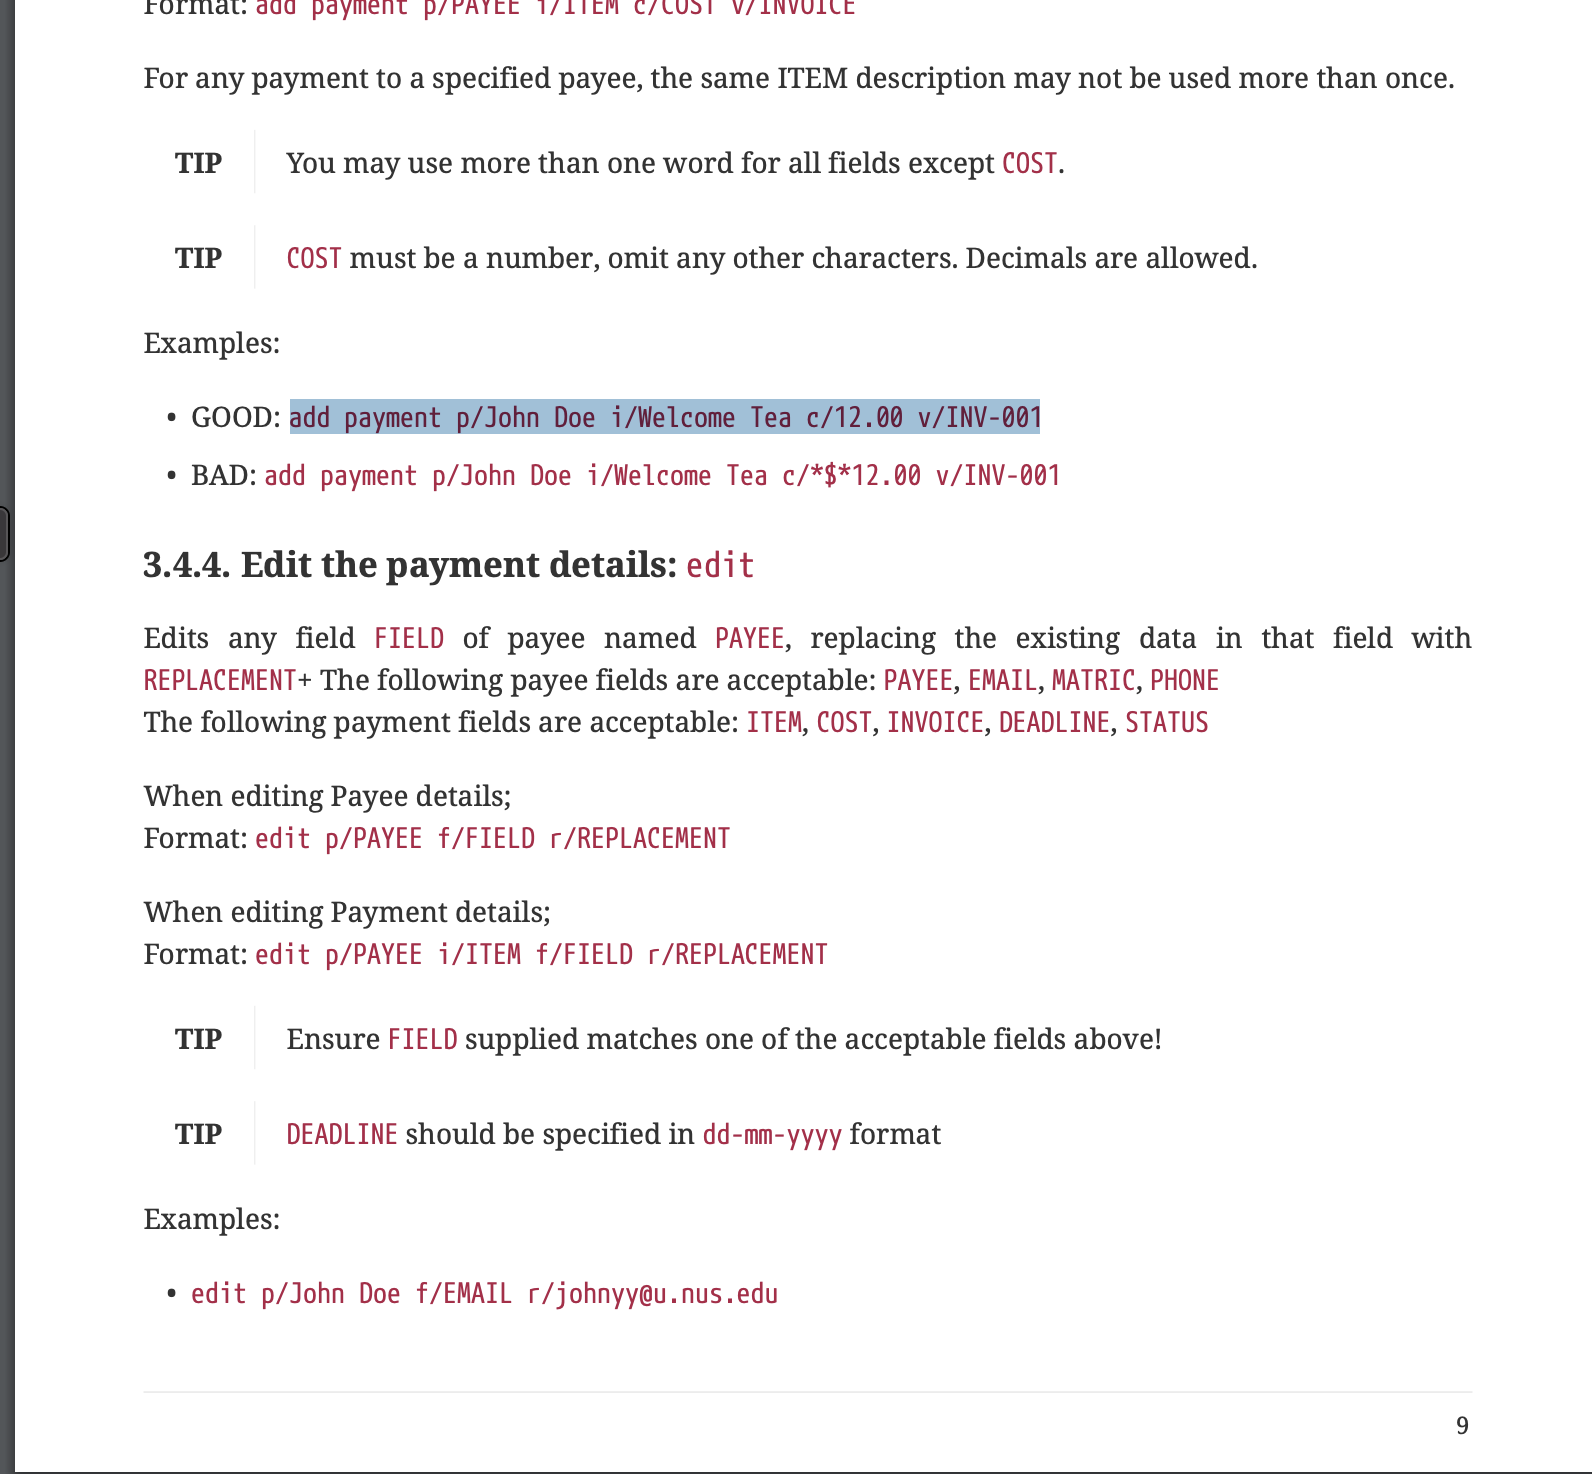 Format: add payment p/PAYEE i/ITEM c/COST v/INVOICE
For any payment to a specified payee, the same ITEM description may not be used more than once.
TIP You may use more than one word for all fields except COST.
TIP COST must be a number, omit any other characters. Decimals are allowed.
Examples:
• GOOD: add payment p/John Doe i/Welcome Tea c/12.00 v/INV-001
• BAD: add payment p/John Doe i/Welcome Tea c/*$*12.00 v/INV-001
3.4.4. Edit the payment details: edit
Edits any field FIELD of payee named PAYEE, replacing the existing data in that field with
REPLACEMENT+ The following payee fields are acceptable: PAYEE, EMAIL, MATRIC, PHONE
The following payment fields are acceptable: ITEM, COST, INVOICE, DEADLINE, STATUS
When editing Payee details;
Format: edit p/PAYEE f/FIELD r/REPLACEMENT
When editing Payment details;
Format: edit p/PAYEE i/ITEM f/FIELD r/REPLACEMENT
TIP Ensure FIELD supplied matches one of the acceptable fields above!
TIP DEADLINE should be specified in dd-mm-yyyy format
Examples:
• edit p/John Doe f/EMAIL r/johnyy@u.nus.edu
9